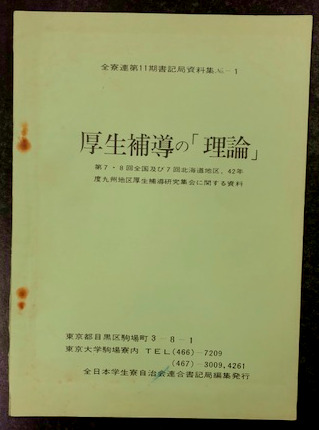 全寮連第11期書記局資料集№−1
厚生補導の「理論」
第7・8回全国及び7回北海道地区，42年
度九州地区厚生補導研究集会に関する資料
東京都目黒区駒場町3−8−1
東京大学駒場寮内 TEL(466)−7209
(467)−3009,4261
全日本学生寮自治会連合書記局編集発行